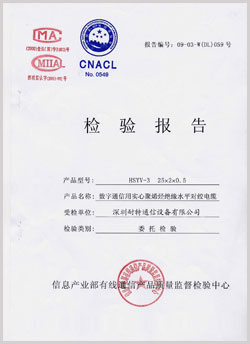 MA
MIIA
CNACL
No. 0549
报告编号: 09-03-W(DL)059号
检验报告
产品型号: HSYV-3 25×2×0.5
产品名称: 数字通信用实心聚烯烃绝缘水平对绞电缆
受检单位: 深圳耐特通信设备有限公司
检验类别: 委托检验
信息产业部有线通信产品质量监督检验中心